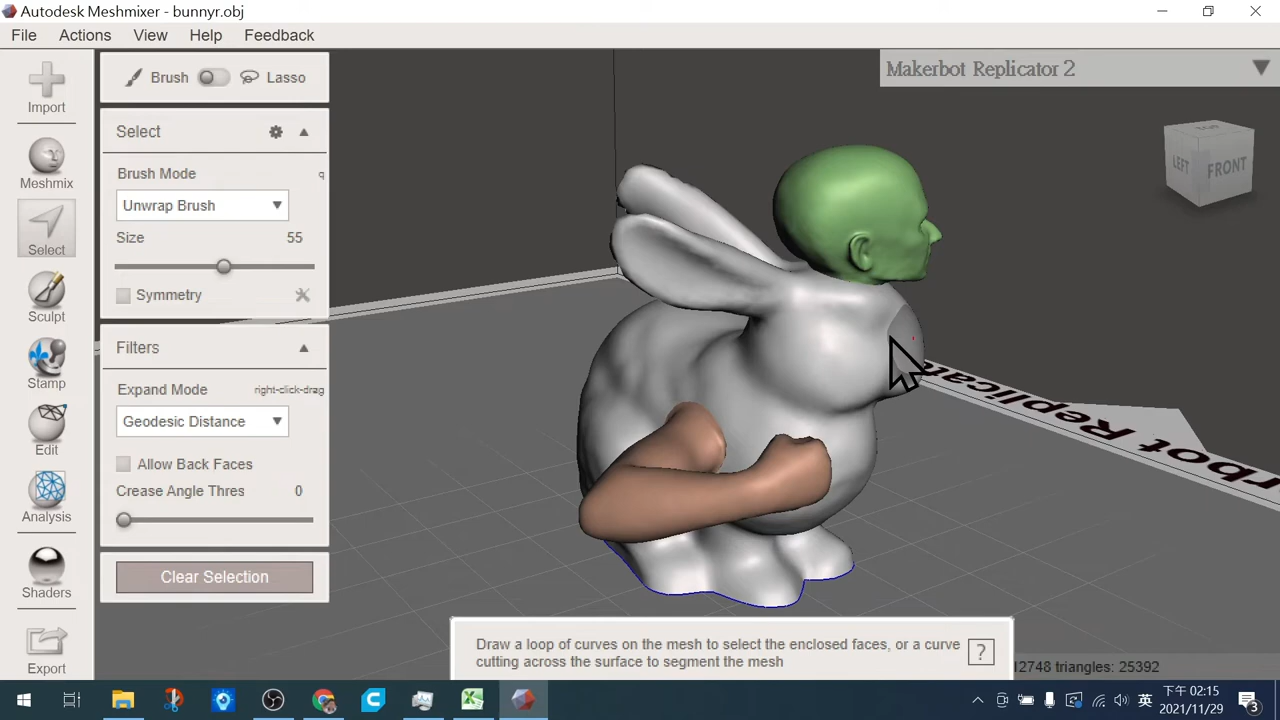 Autodesk Meshmixer - bunnyr.obj
File Actions View Help Feedback
Import
Meshmix
Select
Sculpt
Stamp
Edit
Analysis
Shaders
Export
Brush
Lasso
Select
Brush Mode q
Unwrap Brush
Size 55
Symmetry
Filters
Expand Mode right-click-drag
Geodesic Distance
Allow Back Faces
Crease Angle Thres 0
Clear Selection
Makerbot Replicator 2
LEFT
FRONT
Draw a loop of curves on the mesh to select the enclosed faces, or a curve
cutting across the surface to segment the mesh
?
12748 triangles: 25392
英
下午 02:15
2021/11/29
3